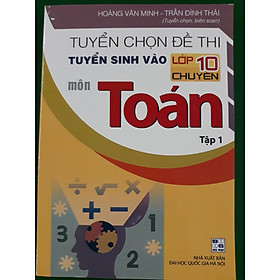 HOÀNG VĂN MINH - TRẦN ĐÌNH THÁI
(Tuyển chọn, biên soạn)
TUYỂN CHỌN ĐỀ THI
TUYỂN SINH VÀO LỚP 10 CHUYÊN
môn Toán
Tập 1
NHÀ XUẤT BẢN
ĐẠI HỌC QUỐC GIA HÀ NỘI